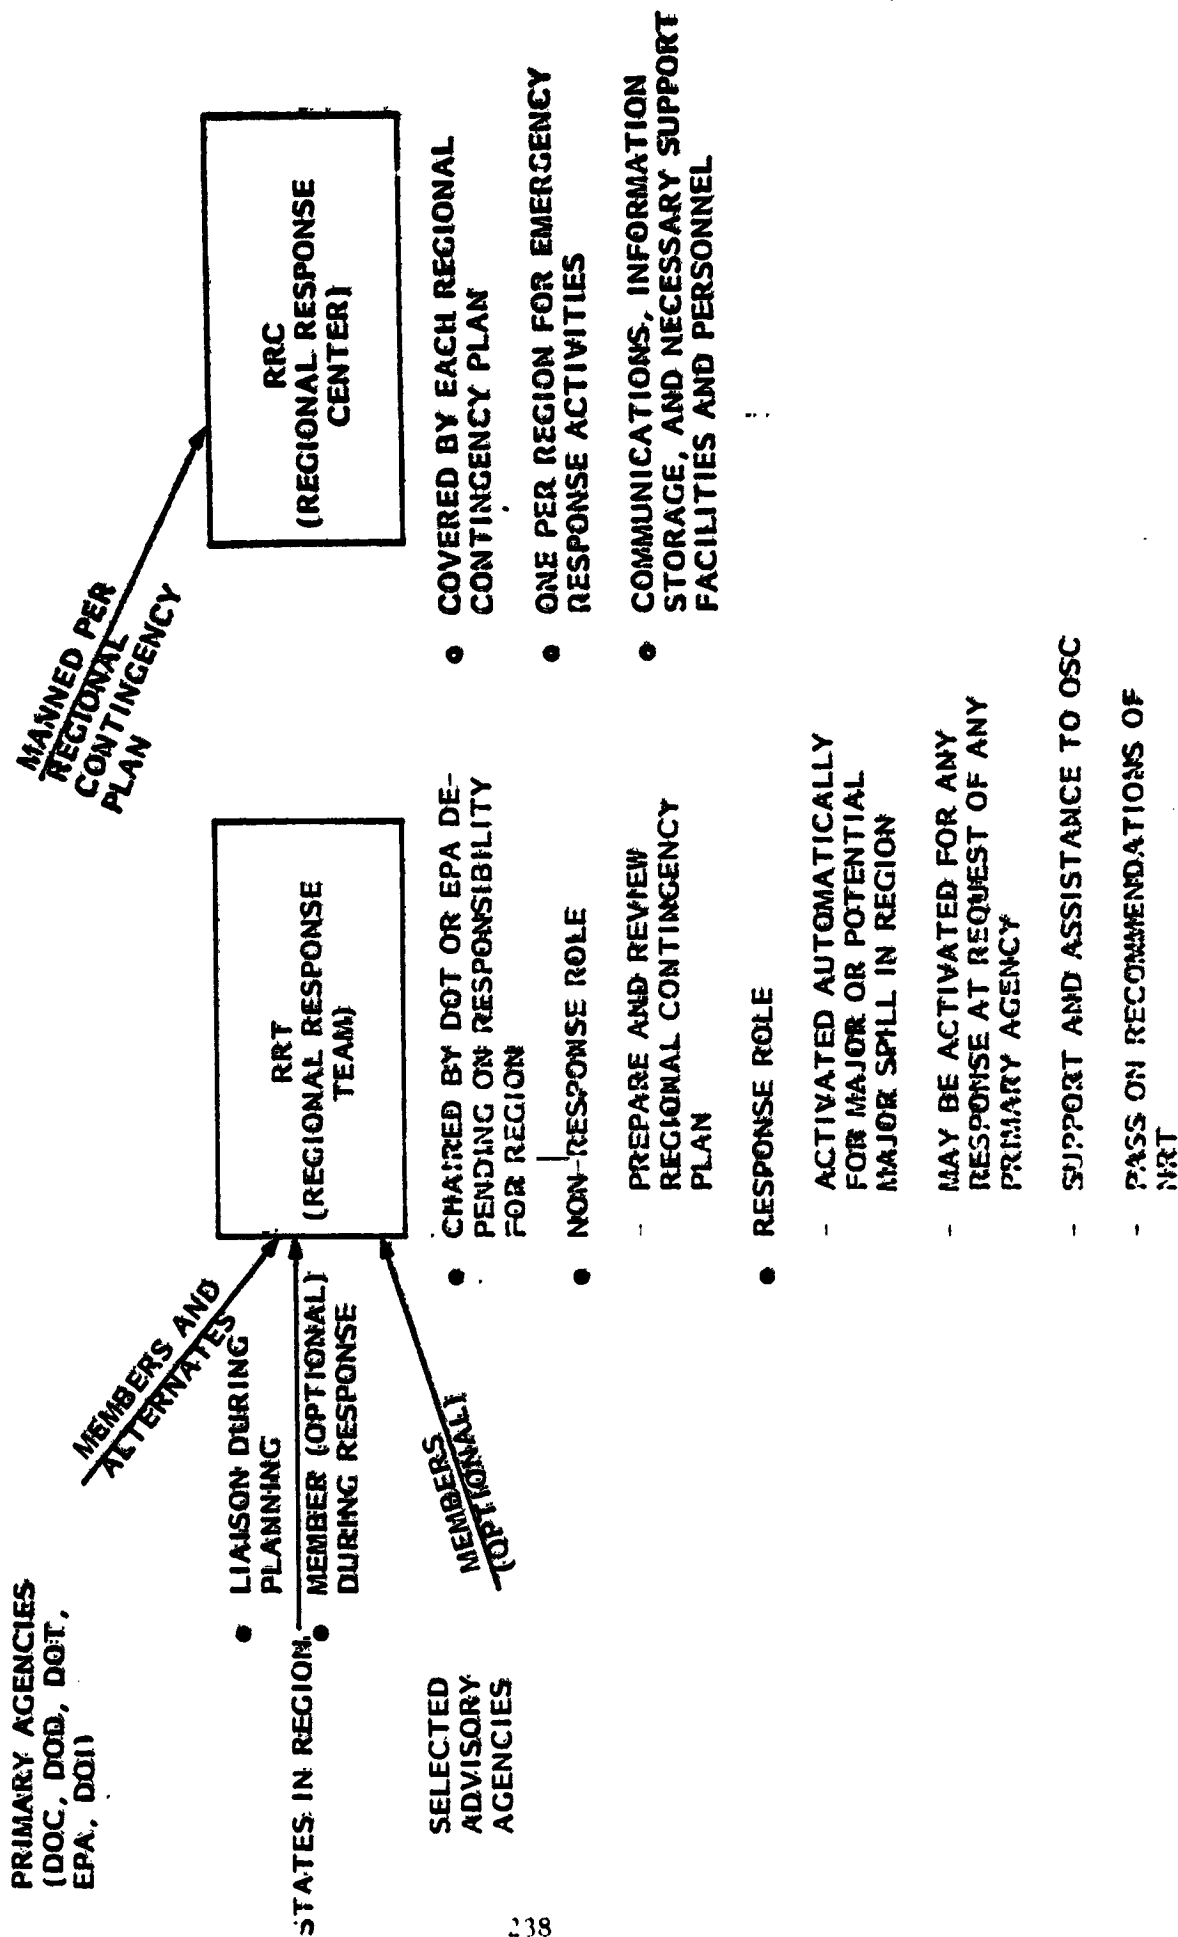 PRIMARY AGENCIES
(DOC, DOD, DOT,
EPA, DOI)
MEMBERS AND
ALTERNATES
• LIAISON DURING
PLANNING
STATES IN REGION
• MEMBER (OPTIONAL)
DURING RESPONSE
SELECTED
ADVISORY
AGENCIES
MEMBERS
(OPTIONAL)
RRT
(REGIONAL RESPONSE
TEAM)
• CHAIRED BY DOT OR EPA DE-
PENDING ON RESPONSIBILITY
FOR REGION
• NON-RESPONSE ROLE
- PREPARE AND REVIEW
REGIONAL CONTINGENCY
PLAN
• RESPONSE ROLE
- ACTIVATED AUTOMATICALLY
FOR MAJOR OR POTENTIAL
MAJOR SPILL IN REGION
- MAY BE ACTIVATED FOR ANY
RESPONSE AT REQUEST OF ANY
PRIMARY AGENCY
- SUPPORT AND ASSISTANCE TO OSC
- PASS ON RECOMMENDATIONS OF
NRT
MANNED PER
REGIONAL
CONTINGENCY
PLAN
RRC
(REGIONAL RESPONSE
CENTER)
• COVERED BY EACH REGIONAL
CONTINGENCY PLAN
• ONE PER REGION FOR EMERGENCY
RESPONSE ACTIVITIES
• COMMUNICATIONS, INFORMATION
STORAGE, AND NECESSARY SUPPORT
FACILITIES AND PERSONNEL
238